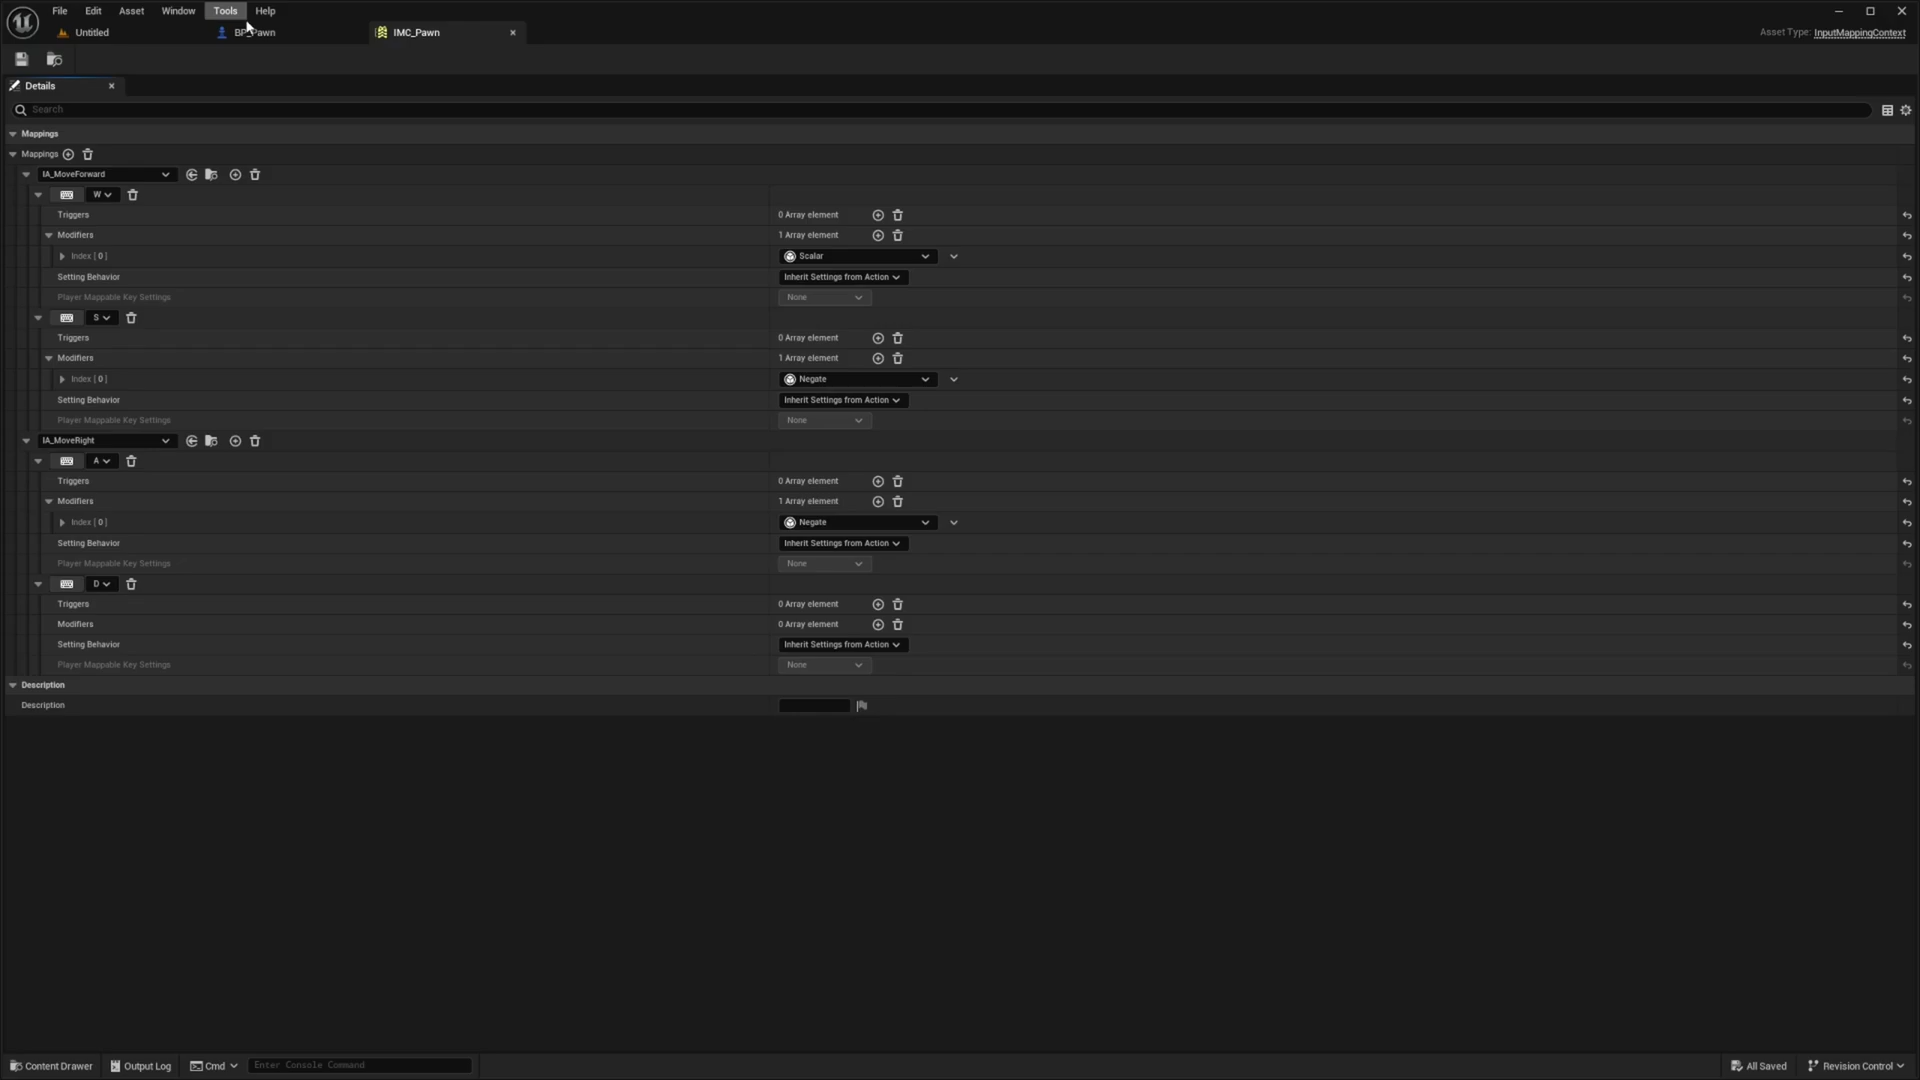 File Edit Asset Window Tools Help
Untitled BP_Pawn IMC_Pawn Asset Type: InputMappingContext
Details
Search
Mappings
Mappings
IA_MoveForward
W
Triggers 0 Array element
Modifiers 1 Array element
Index [ 0 ] Scalar
Setting Behavior Inherit Settings from Action
Player Mappable Key Settings None
S
Triggers 0 Array element
Modifiers 1 Array element
Index [ 0 ] Negate
Setting Behavior Inherit Settings from Action
Player Mappable Key Settings None
IA_MoveRight
A
Triggers 0 Array element
Modifiers 1 Array element
Index [ 0 ] Negate
Setting Behavior Inherit Settings from Action
Player Mappable Key Settings None
D
Triggers 0 Array element
Modifiers 0 Array element
Setting Behavior Inherit Settings from Action
Player Mappable Key Settings None
Description
Description
Content Drawer Output Log Cmd Enter Console Command All Saved Revision Control